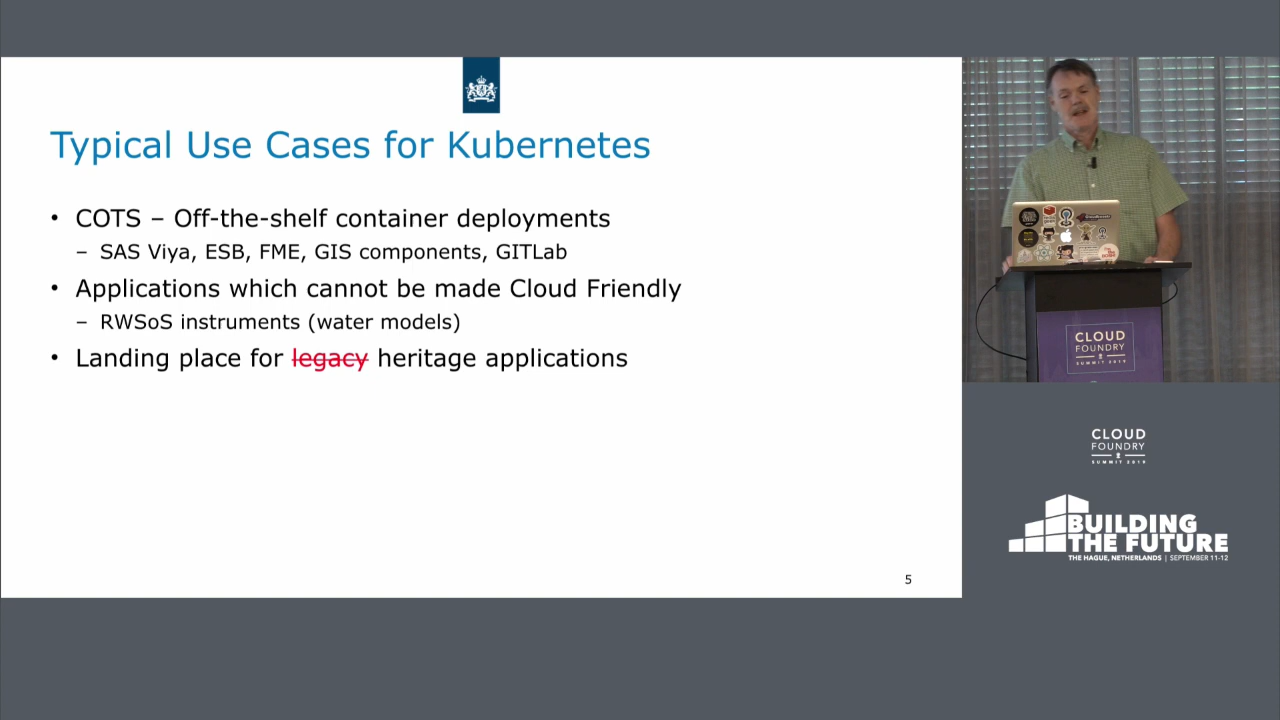 Typical Use Cases for Kubernetes
• COTS – Off-the-shelf container deployments
– SAS Viya, ESB, FME, GIS components, GITLab
• Applications which cannot be made Cloud Friendly
– RWSoS instruments (water models)
• Landing place for legacy heritage applications
5
CLOUD
FOUNDRY
SUMMIT 2019
CLOUD
FOUNDRY
SUMMIT 2019
BUILDING
THE FUTURE
THE HAGUE, NETHERLANDS | SEPTEMBER 11-12